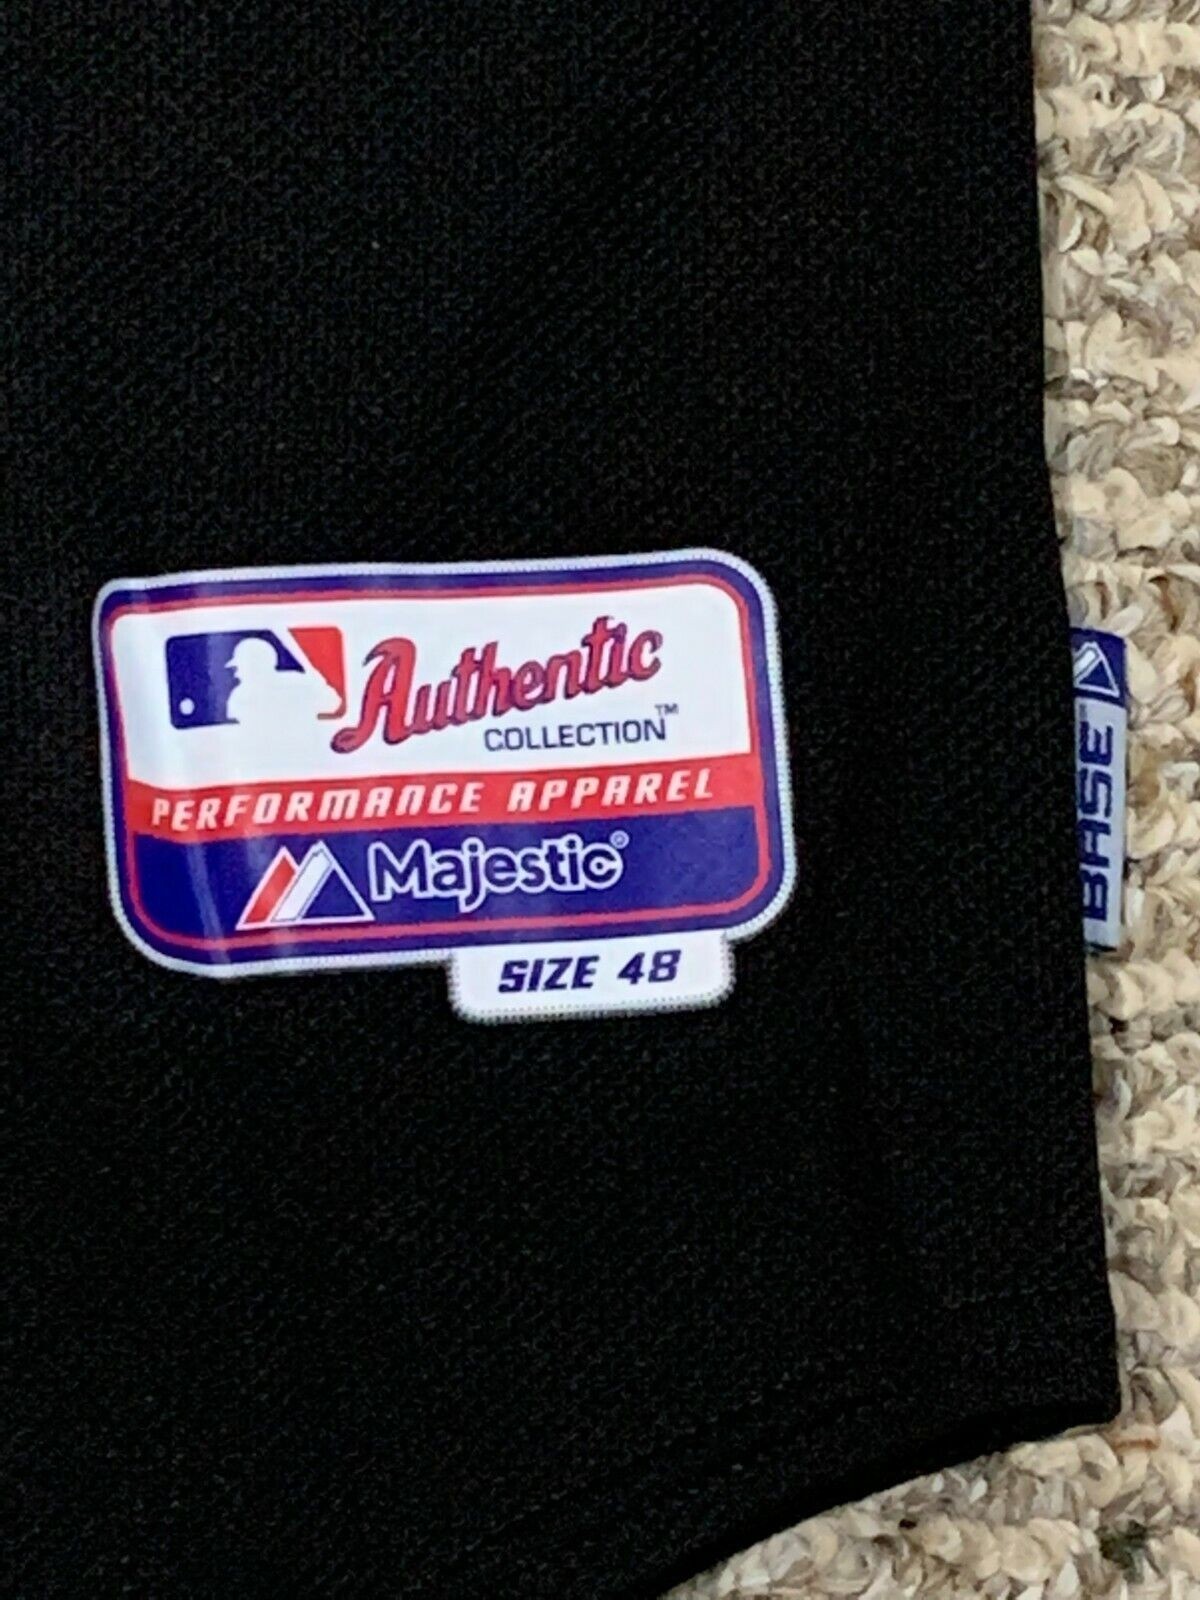 Authentic
COLLECTION™
PERFORMANCE APPAREL
Majestic®
SIZE 48
BASE